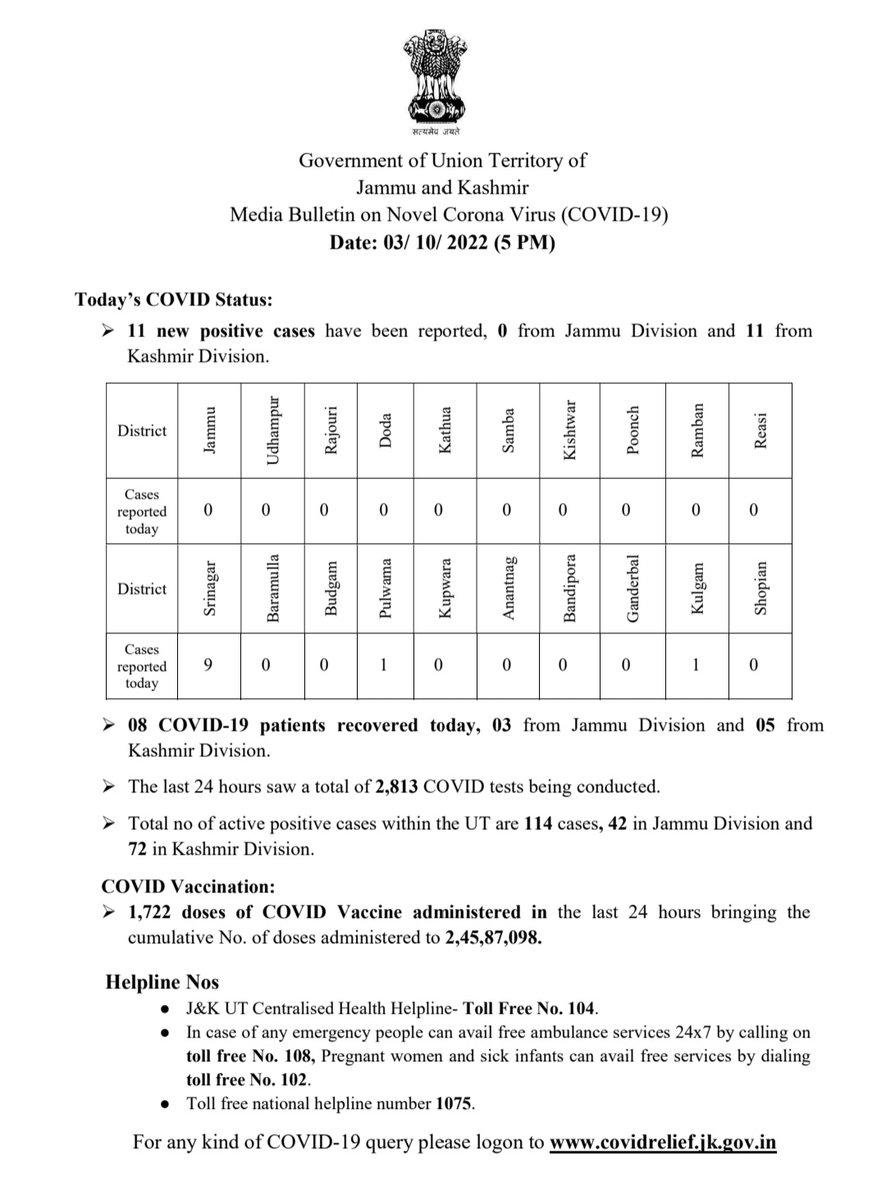 सत्यमेव जयते
Government of Union Territory of
Jammu and Kashmir
Media Bulletin on Novel Corona Virus (COVID-19)
Date: 03/ 10/ 2022 (5 PM)
Today’s COVID Status:
➢ 11 new positive cases have been reported, 0 from Jammu Division and 11 from
Kashmir Division.
District Jammu Udhampur Rajouri Doda Kathua Samba Kishtwar Poonch Ramban Reasi
Cases
reported
today
0 0 0 0 0 0 0 0 0 0
District Srinagar Baramulla Budgam Pulwama Kupwara Anantnag Bandipora Ganderbal Kulgam Shopian
Cases
reported
today
9 0 0 1 0 0 0 0 1 0
➢ 08 COVID-19 patients recovered today, 03 from Jammu Division and 05 from
Kashmir Division.
➢ The last 24 hours saw a total of 2,813 COVID tests being conducted.
➢ Total no of active positive cases within the UT are 114 cases, 42 in Jammu Division and
72 in Kashmir Division.
COVID Vaccination:
➢ 1,722 doses of COVID Vaccine administered in the last 24 hours bringing the
cumulative No. of doses administered to 2,45,87,098.
Helpline Nos
● J&K UT Centralised Health Helpline- Toll Free No. 104.
● In case of any emergency people can avail free ambulance services 24x7 by calling on
toll free No. 108, Pregnant women and sick infants can avail free services by dialing
toll free No. 102.
● Toll free national helpline number 1075.
For any kind of COVID-19 query please logon to www.covidrelief.jk.gov.in